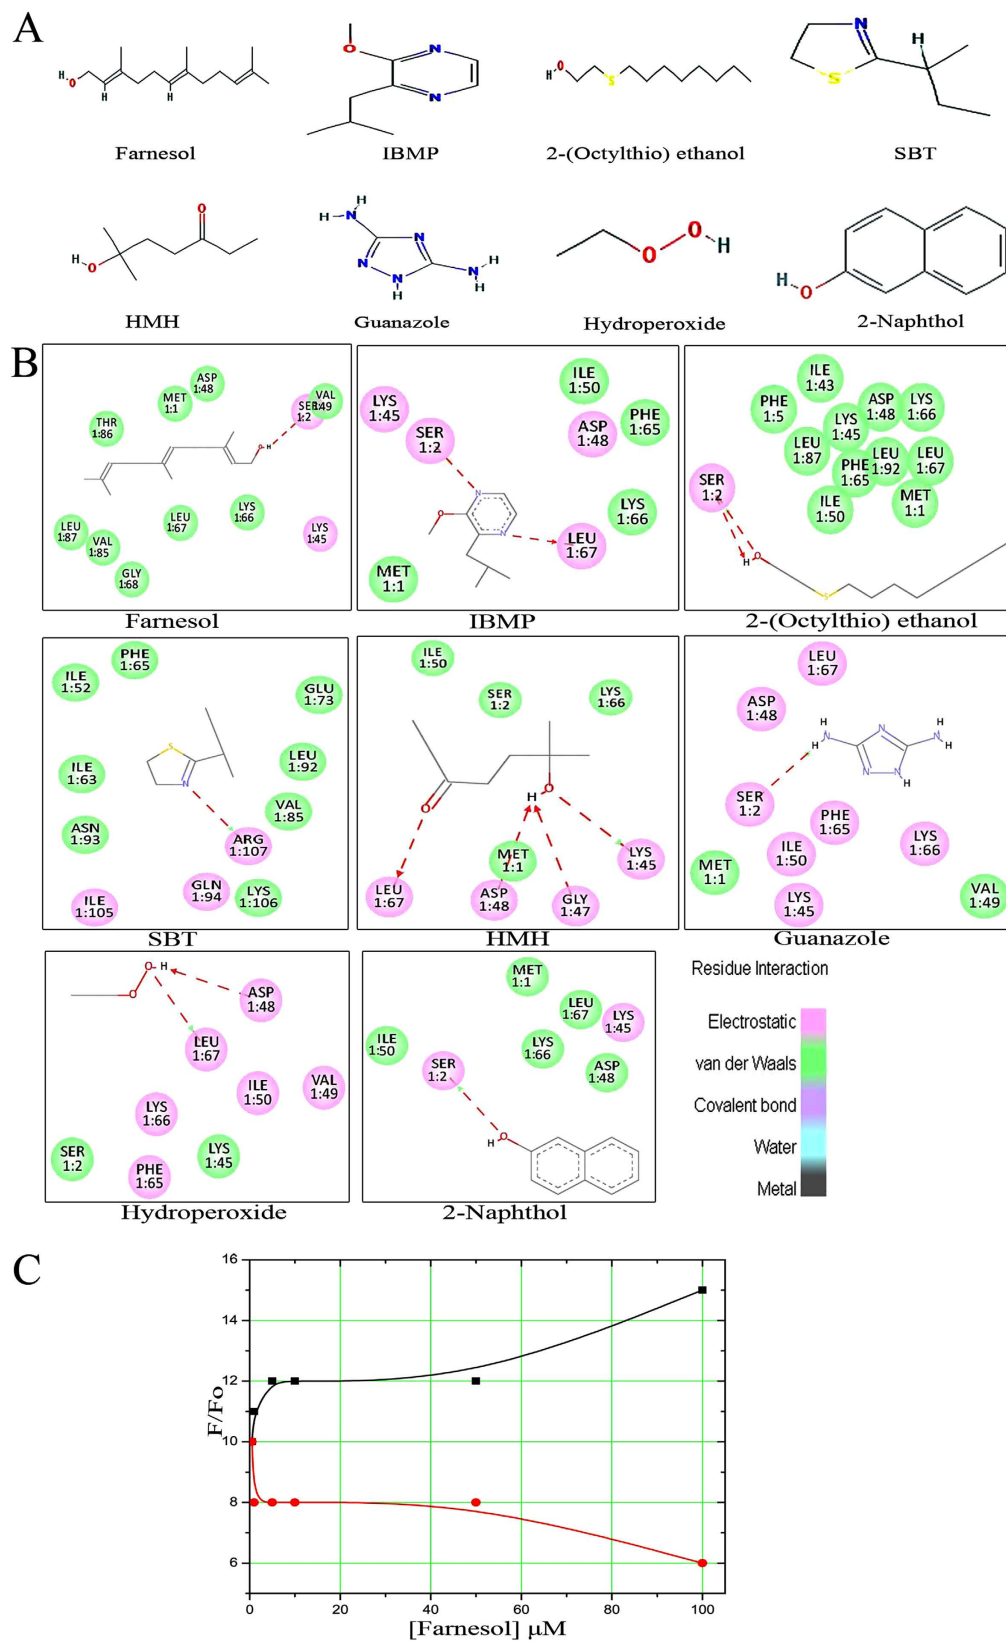 A
H O H H
Farnesol
O N N
IBMP
H O S
2-(Octylthio) ethanol
N S H
SBT
O H O
HMH
H H N N N N N H H H
Guanazole
O O H
Hydroperoxide
H O
2-Naphthol
B
THR 1:86
MET 1:1
ASP 1:48
SER 1:2
VAL 1:49
O H
LEU 1:87
VAL 1:85
GLY 1:68
LEU 1:67
LYS 1:66
LYS 1:45
Farnesol
LYS 1:45
SER 1:2
ILE 1:50
ASP 1:48
PHE 1:65
LYS 1:66
N O N
LEU 1:67
MET 1:1
IBMP
ILE 1:43
PHE 1:5
LYS 1:45
ASP 1:48
LYS 1:66
LEU 1:87
PHE 1:65
LEU 1:92
LEU 1:67
SER 1:2
ILE 1:50
MET 1:1
H O
S
2-(Octylthio) ethanol
PHE 1:65
ILE 1:52
GLU 1:73
S N
ILE 1:63
LEU 1:92
VAL 1:85
ASN 1:93
ARG 1:107
ILE 1:105
GLN 1:94
LYS 1:106
SBT
ILE 1:50
SER 1:2
LYS 1:66
O H O
MET 1:1
LYS 1:45
LEU 1:67
ASP 1:48
GLY 1:47
HMH
LEU 1:67
ASP 1:48
H N H N N N H N H H
SER 1:2
PHE 1:65
ILE 1:50
LYS 1:66
MET 1:1
LYS 1:45
VAL 1:49
Guanazole
O H O
ASP 1:48
LEU 1:67
ILE 1:50
VAL 1:49
LYS 1:66
SER 1:2
PHE 1:65
LYS 1:45
Hydroperoxide
MET 1:1
LEU 1:67
LYS 1:45
ILE 1:50
LYS 1:66
SER 1:2
ASP 1:48
H O
2-Naphthol
Residue Interaction
Electrostatic
van der Waals
Covalent bond
Water
Metal
C
16
14
12
10
8
6
F/Fo
0 20 40 60 80 100
[Farnesol] µM